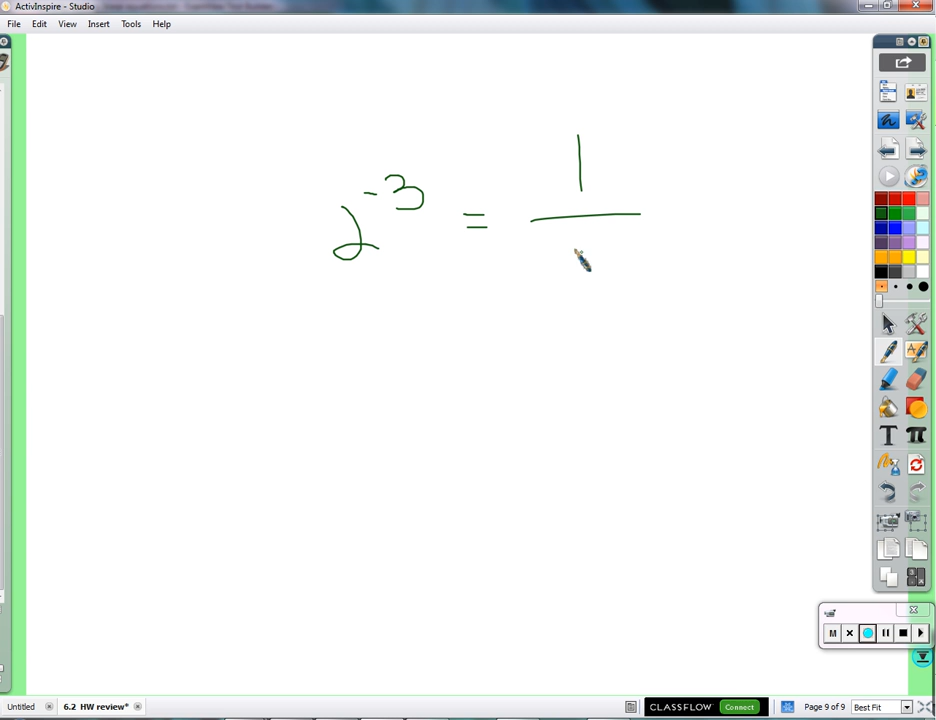 ActivInspire - Studio
File Edit View Insert Tools Help
2⁻³ = 1/
T π
M
Untitled 6.2 HW review* CLASSFLOW Connect Page 9 of 9 Best Fit